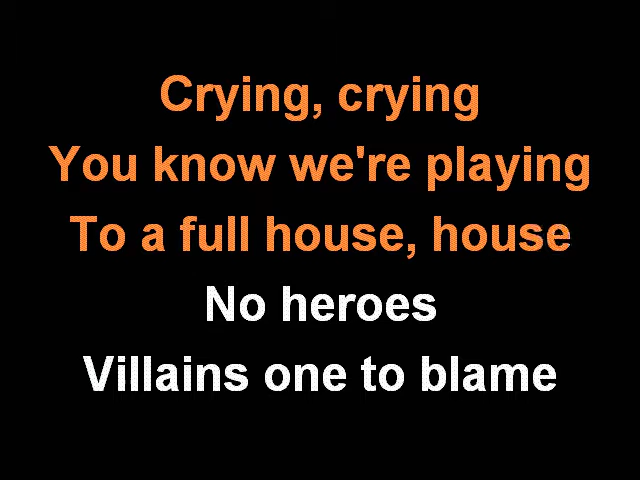 Crying, crying
You know we're playing
To a full house, house
No heroes
Villains one to blame